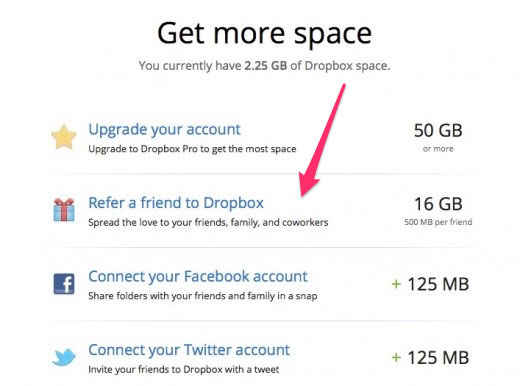 Get more space
You currently have 2.25 GB of Dropbox space.
Upgrade your account
50 GB
Upgrade to Dropbox Pro to get the most space
or more
Refer a friend to Dropbox
16 GB
Spread the love to your friends, family, and coworkers
500 MB per friend
Connect your Facebook account
+ 125 MB
Share folders with your friends and family in a snap
Connect your Twitter account
+ 125 MB
Invite your friends to Dropbox with a tweet